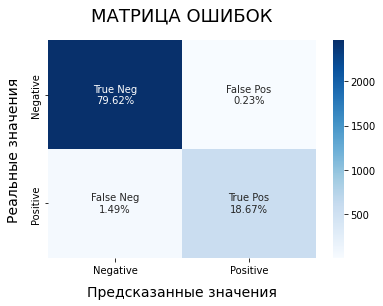 МАТРИЦА ОШИБОК
True Neg
79.62%
False Pos
0.23%
False Neg
1.49%
True Pos
18.67%
Реальные значения
Negative
Positive
Negative
Positive
Предсказанные значения
2000
1500
1000
500